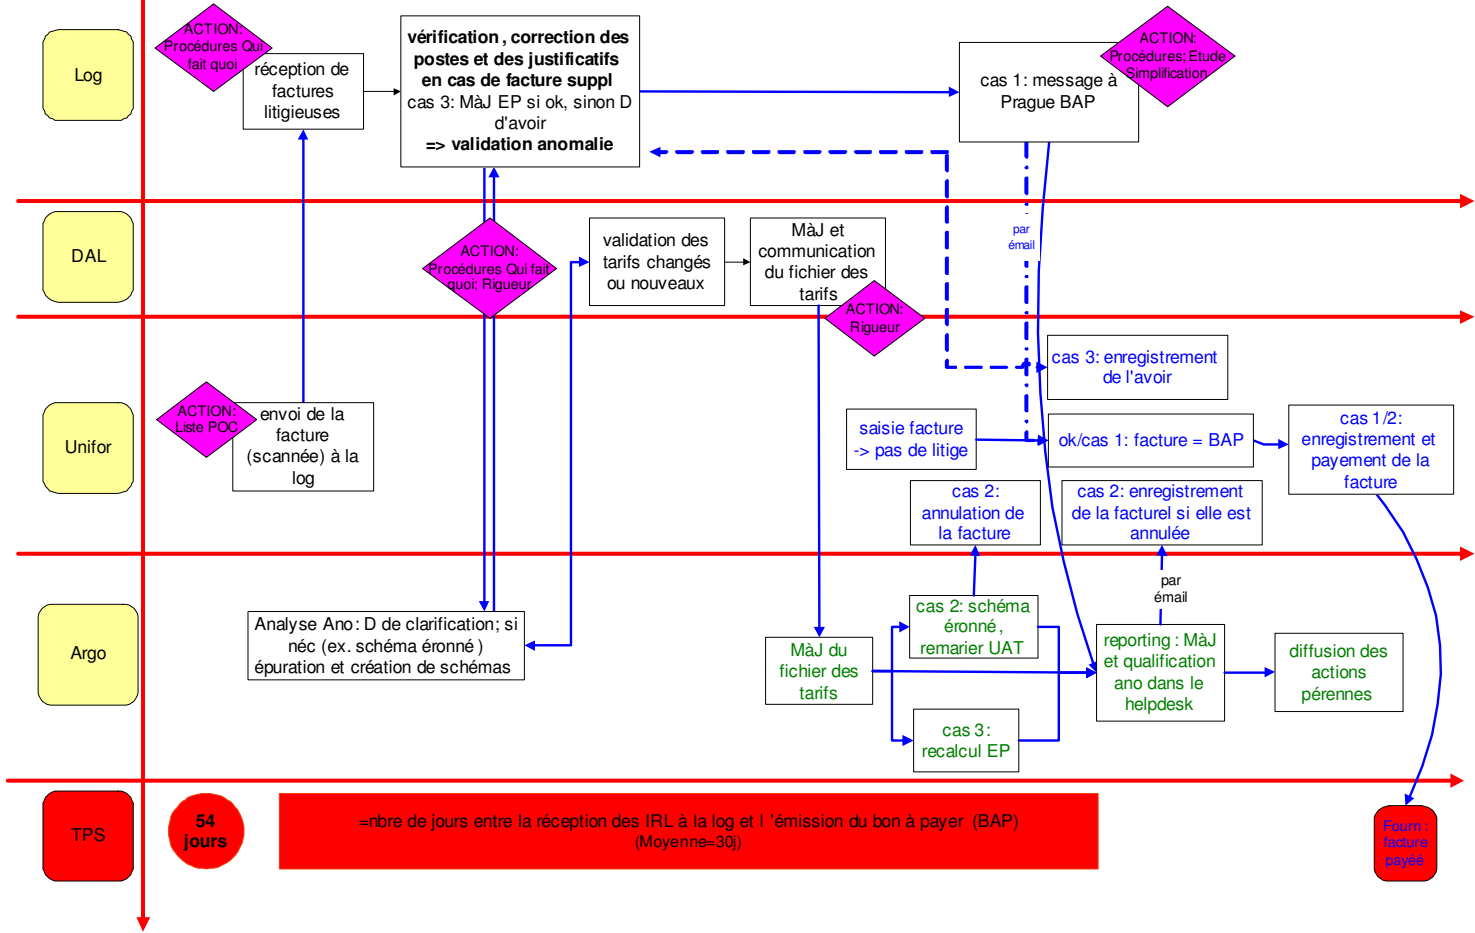 Log
ACTION:
Procédures Qui
fait quoi
réception de
factures
litigieuses
vérification, correction des
postes et des justificatifs
en cas de facture suppl
cas 3: MàJ EP si ok, sinon D
d'avoir
=> validation anomalie
cas 1: message à
Prague BAP
ACTION:
Procédures; Etude
Simplification
DAL
ACTION:
Procédures Qui fait
quoi; Rigueur
validation des
tarifs changés
ou nouveaux
MàJ et
communication
du fichier des
tarifs
ACTION:
Rigueur
par
émail
Unifor
ACTION:
Liste POC
envoi de la
facture
(scannée) à la
log
cas 3: enregistrement
de l'avoir
saisie facture
-> pas de litige
ok/cas 1: facture = BAP
cas 1/2:
enregistrement et
payement de la
facture
cas 2:
annulation de
la facture
cas 2: enregistrement
de la facturel si elle est
annulée
Argo
Analyse Ano: D de clarification; si
néc (ex. schéma éronné)
épuration et création de schémas
MàJ du
fichier des
tarifs
cas 2: schéma
éronné,
remarier UAT
cas 3:
recalcul EP
par
émail
reporting: MàJ
et qualification
ano dans le
helpdesk
diffusion des
actions
pérennes
TPS
54
jours
=nbre de jours entre la réception des IRL à la log et l 'émission du bon à payer (BAP)
(Moyenne=30j)
Fourn:
facture
payéé